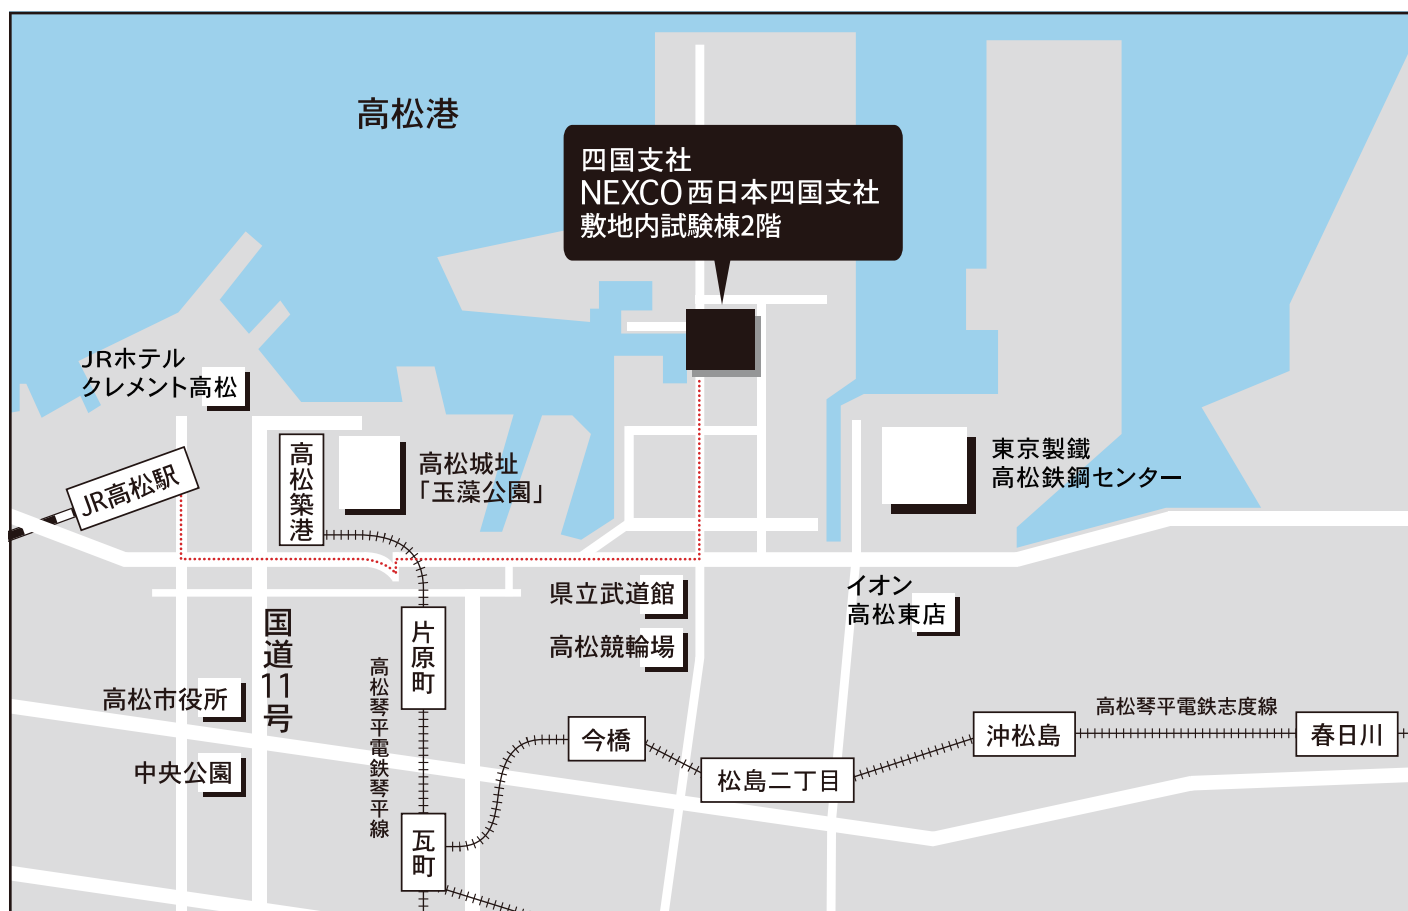 高松港
四国支社
NEXCO西日本四国支社
敷地内試験棟2階
JRホテル
クレメント高松
JR高松駅
高松築港
高松城址
「玉藻公園」
東京製鐵
高松鉄鋼センター
県立武道館
高松競輪場
イオン
高松東店
国道11号
片原町
高松琴平電鉄琴平線
高松市役所
中央公園
今橋
松島二丁目
沖松島
高松琴平電鉄志度線
春日川
瓦町